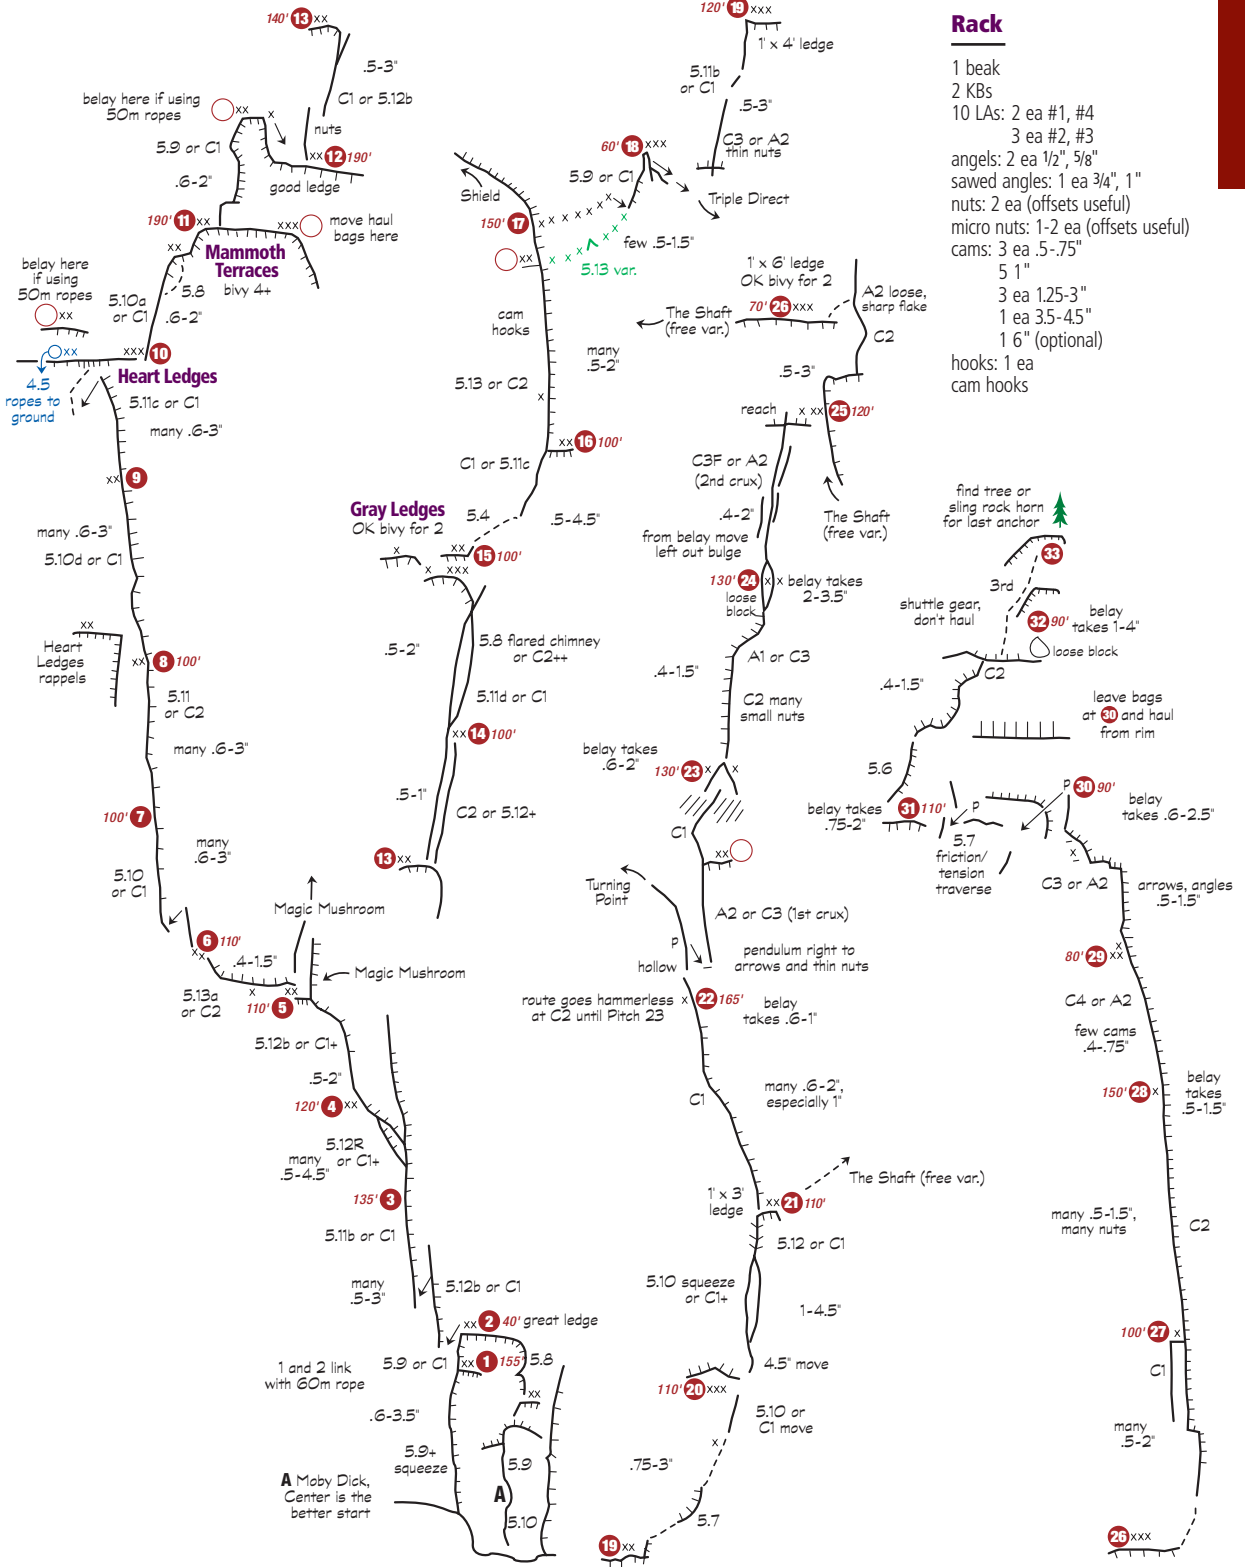 140' 13 xx
.5-3"
C1 or 5.12b
belay here if using
50m ropes
xx
x
nuts
5.9 or C1
xx 12 190'
good ledge
.6-2"
190' 11 xx
xxx
move haul
bags here
Mammoth
Terraces
bivy 4+
xx
belay here
if using
50m ropes
xx
5.8
5.10a
or C1
.6-2"
xx
xxx 10
Heart Ledges
4.5
ropes to
ground
5.11c or C1
many .6-3"
xx 9
many .6-3"
5.10d or C1
xx
Heart
Ledges
rappels
xx 8 100'
5.11
or C2
many .6-3"
100' 7
many
.6-3"
5.10
or C1
Magic Mushroom
6 110'
xx
.4-1.5"
Magic Mushroom
5.13a
or C2
x
xx
110' 5
5.12b or C1+
.5-2"
120' 4 xx
5.12R
or C1+
many
.5-4.5"
135' 3
5.11b or C1
many
.5-3"
5.12b or C1
xx 2 40' great ledge
5.9 or C1
xx 1 155'
5.8
1 and 2 link
with 60m rope
xx
.6-3.5"
5.9+
squeeze
5.9
A Moby Dick,
Center is the
better start
A
5.10
Shield
150' 17
x x x x x x x
xx
x x x x x x
5.13 var.
cam
hooks
many
.5-2"
5.13 or C2
x
xx 16 100'
C1 or 5.11c
Gray Ledges
OK bivy for 2
5.4
.5-4.5"
x
xx
15 100'
x
xxx
.5-2"
5.8 flared chimney
or C2++
5.11d or C1
xx 14 100'
.5-1"
C2 or 5.12+
13 xx
120' 19 xxx
1' x 4' ledge
5.11b
or C1
.5-3"
C3 or A2
thin nuts
60' 18 xxx
5.9 or C1
Triple Direct
few .5-1.5"
1' x 6' ledge
OK bivy for 2
70' 26 xxx
The Shaft
(free var.)
A2 loose,
sharp flake
C2
.5-3"
reach
x xx 25 120'
C3F or A2
(2nd crux)
.4-2"
The Shaft
(free var.)
from belay move
left out bulge
130' 24 x x belay takes
2-3.5"
loose
block
A1 or C3
.4-1.5"
C2 many
small nuts
belay takes
.6-2"
130' 23 x x
C1
xx
Turning
Point
A2 or C3 (1st crux)
p
hollow
pendulum right to
arrows and thin nuts
route goes hammerless
at C2 until Pitch 23
x 22 165'
belay
takes .6-1"
C1
many .6-2",
especially 1"
The Shaft (free var.)
1' x 3'
ledge
xx 21 110'
5.12 or C1
5.10 squeeze
or C1+
1-4.5"
4.5" move
110' 20 xxx
5.10 or
C1 move
x
.75-3"
5.7
19 xx
Rack
1 beak
2 KBs
10 LAs: 2 ea #1, #4
3 ea #2, #3
angels: 2 ea 1/2", 5/8"
sawed angles: 1 ea 3/4", 1"
nuts: 2 ea (offsets useful)
micro nuts: 1-2 ea (offsets useful)
cams: 3 ea .5-.75"
5 1"
3 ea 1.25-3"
1 ea 3.5-4.5"
1 6" (optional)
hooks: 1 ea
cam hooks
find tree or
sling rock horn
for last anchor
33
3rd
shuttle gear,
don't haul
32 90' belay
takes 1-4"
loose block
C2
.4-1.5"
leave bags
at 30 and haul
from rim
5.6
belay takes
.75-2"
31 110'
p
p
30 90'
belay
takes .6-2.5"
5.7
friction/
tension
traverse
x
C3 or A2
arrows, angles
.5-1.5"
x
80' 29 xx
C4 or A2
few cams
.4-.75"
150' 28 x
belay
takes
.5-1.5"
many .5-1.5",
many nuts
C2
100' 27 x
C1
many
.5-2"
26 xxx